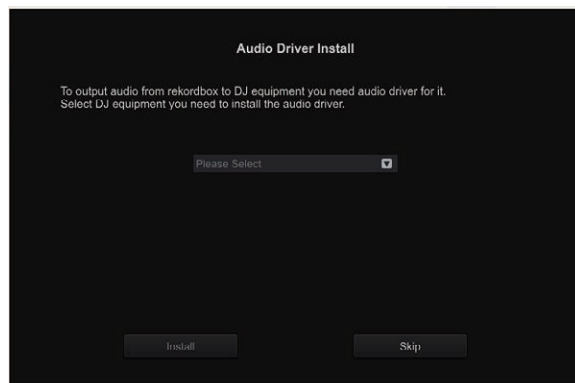 Audio Driver Install
To output audio from rekordbox to DJ equipment you need audio driver for it.
Select DJ equipment you need to install the audio driver.
Please Select
Install
Skip